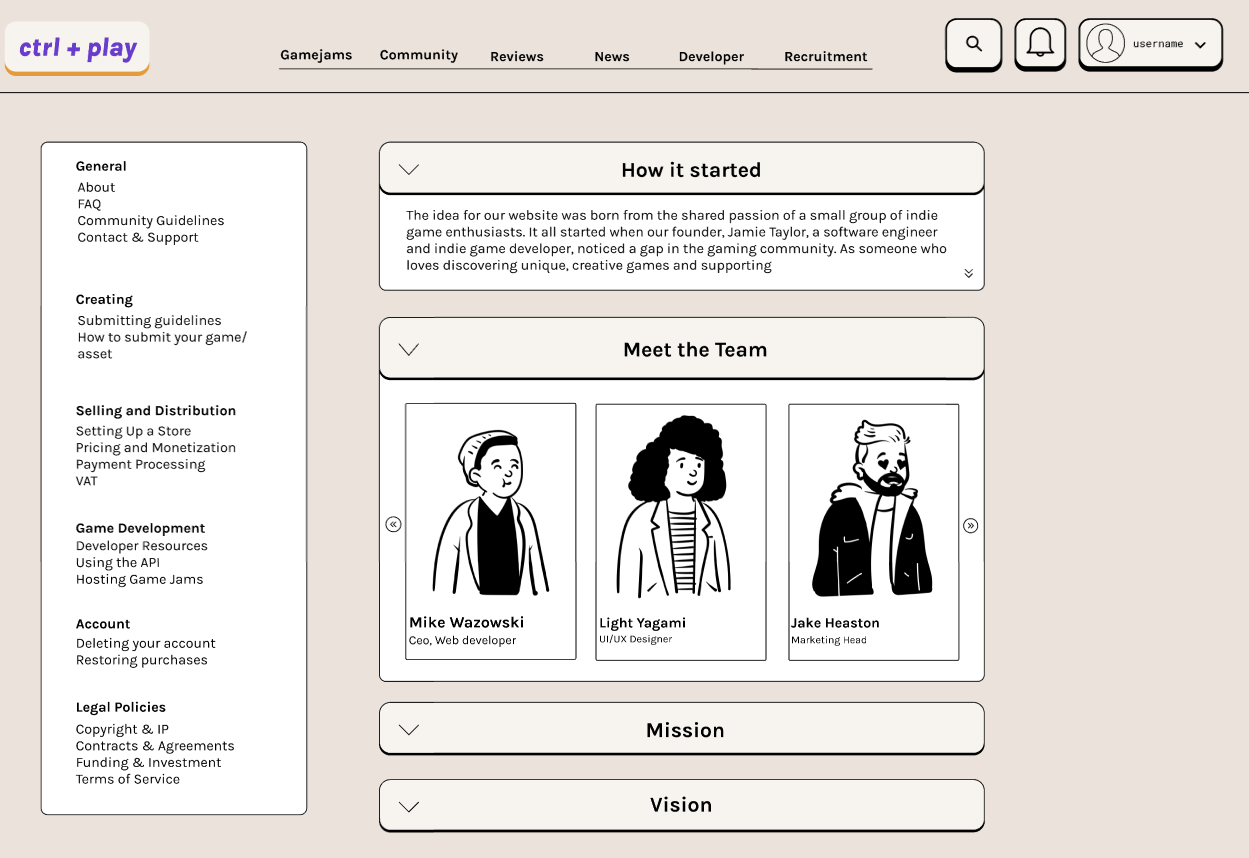 ctrl + play
Gamejams
Community
Reviews
News
Developer
Recruitment
username
General
About
FAQ
Community Guidelines
Contact & Support
Creating
Submitting guidelines
How to submit your game/
asset
Selling and Distribution
Setting Up a Store
Pricing and Monetization
Payment Processing
VAT
Game Development
Developer Resources
Using the API
Hosting Game Jams
Account
Deleting your account
Restoring purchases
Legal Policies
Copyright & IP
Contracts & Agreements
Funding & Investment
Terms of Service
How it started
The idea for our website was born from the shared passion of a small group of indie
game enthusiasts. It all started when our founder, Jamie Taylor, a software engineer
and indie game developer, noticed a gap in the gaming community. As someone who
loves discovering unique, creative games and supporting
Meet the Team
Mike Wazowski
Ceo, Web developer
Light Yagami
UI/UX Designer
Jake Heaston
Marketing Head
Mission
Vision